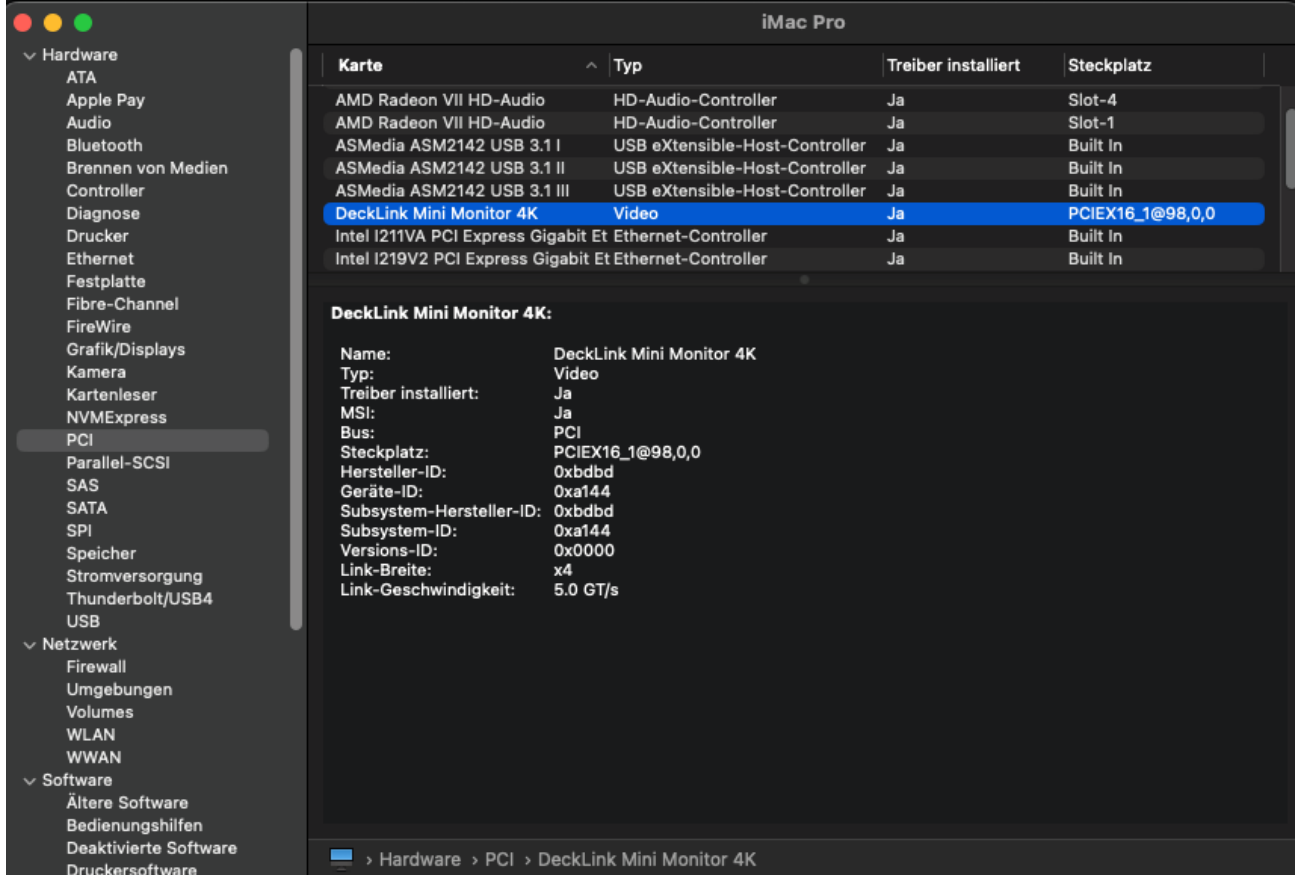 iMac Pro
Hardware
ATA
Apple Pay
Audio
Bluetooth
Brennen von Medien
Controller
Diagnose
Drucker
Ethernet
Festplatte
Fibre-Channel
FireWire
Grafik/Displays
Kamera
Kartenleser
NVMExpress
PCI
Parallel-SCSI
SAS
SATA
SPI
Speicher
Stromversorgung
Thunderbolt/USB4
USB
Netzwerk
Firewall
Umgebungen
Volumes
WLAN
WWAN
Software
Ältere Software
Bedienungshilfen
Deaktivierte Software
Druckersoftware
Karte Typ Treiber installiert Steckplatz
AMD Radeon VII HD-Audio HD-Audio-Controller Ja Slot-4
AMD Radeon VII HD-Audio HD-Audio-Controller Ja Slot-1
ASMedia ASM2142 USB 3.1 I USB eXtensible-Host-Controller Ja Built In
ASMedia ASM2142 USB 3.1 II USB eXtensible-Host-Controller Ja Built In
ASMedia ASM2142 USB 3.1 III USB eXtensible-Host-Controller Ja Built In
DeckLink Mini Monitor 4K Video Ja PCIEX16_1@98,0,0
Intel I211VA PCI Express Gigabit Et Ethernet-Controller Ja Built In
Intel I219V2 PCI Express Gigabit Et Ethernet-Controller Ja Built In
DeckLink Mini Monitor 4K:
Name: DeckLink Mini Monitor 4K
Typ: Video
Treiber installiert: Ja
MSI: Ja
Bus: PCI
Steckplatz: PCIEX16_1@98,0,0
Hersteller-ID: 0xbdbd
Geräte-ID: 0xa144
Subsystem-Hersteller-ID: 0xbdbd
Subsystem-ID: 0xa144
Versions-ID: 0x0000
Link-Breite: x4
Link-Geschwindigkeit: 5.0 GT/s
› Hardware › PCI › DeckLink Mini Monitor 4K